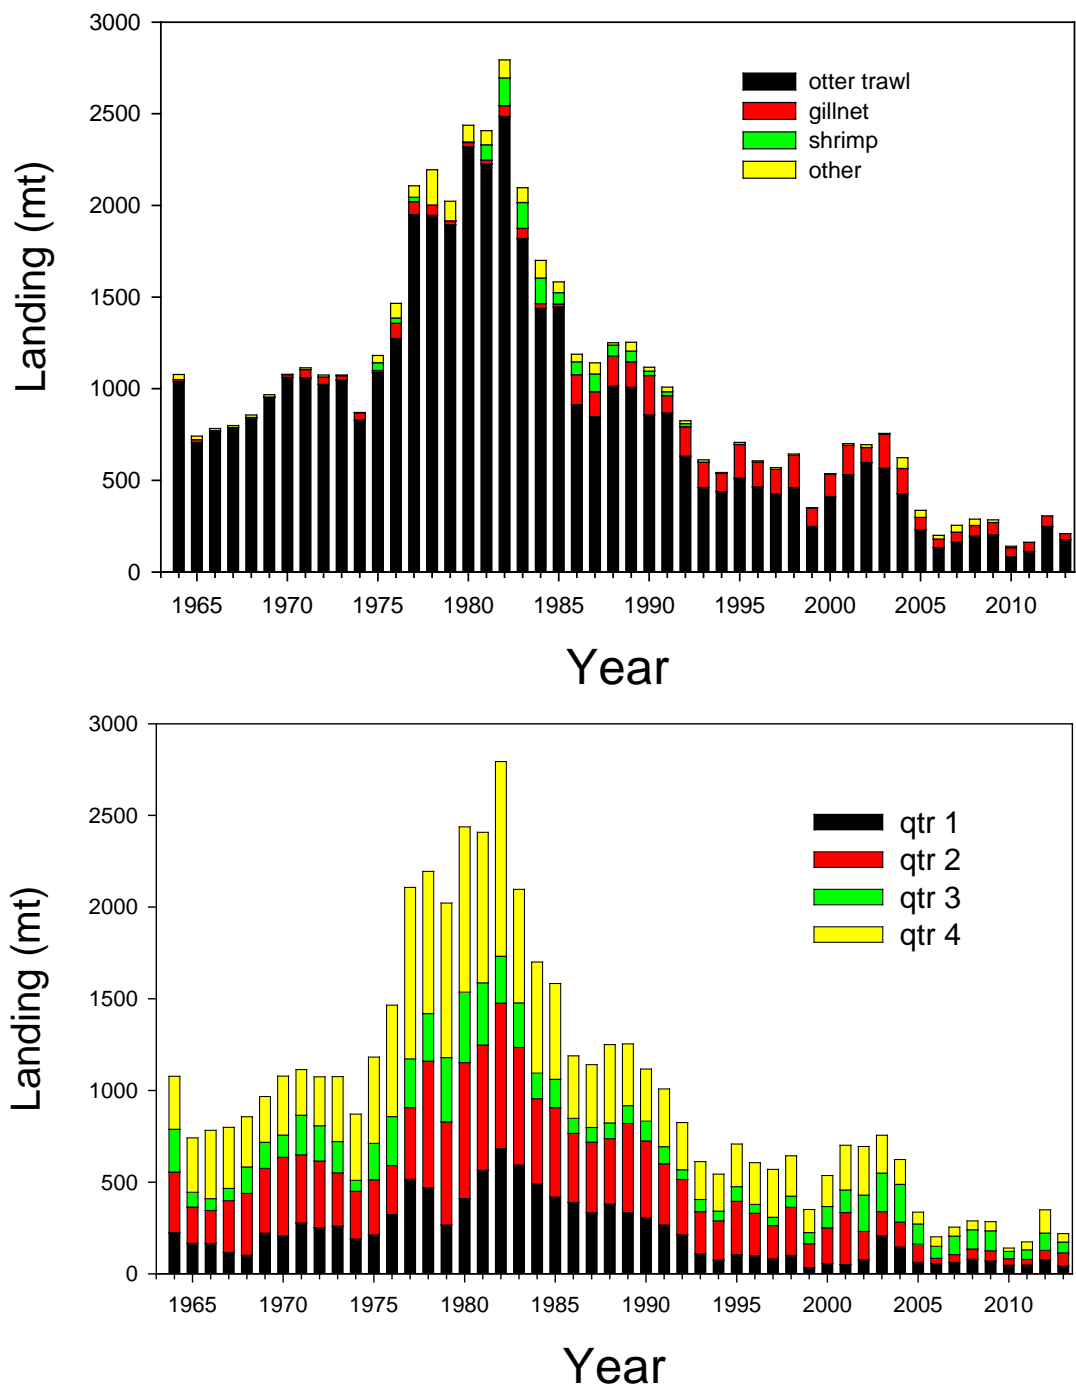 3000
2500
2000
1500
1000
500
0
Landing (mt)
otter trawl
gillnet
shrimp
other
1965 1970 1975 1980 1985 1990 1995 2000 2005 2010
Year
3000
2500
2000
1500
1000
500
0
Landing (mt)
qtr 1
qtr 2
qtr 3
qtr 4
1965 1970 1975 1980 1985 1990 1995 2000 2005 2010
Year